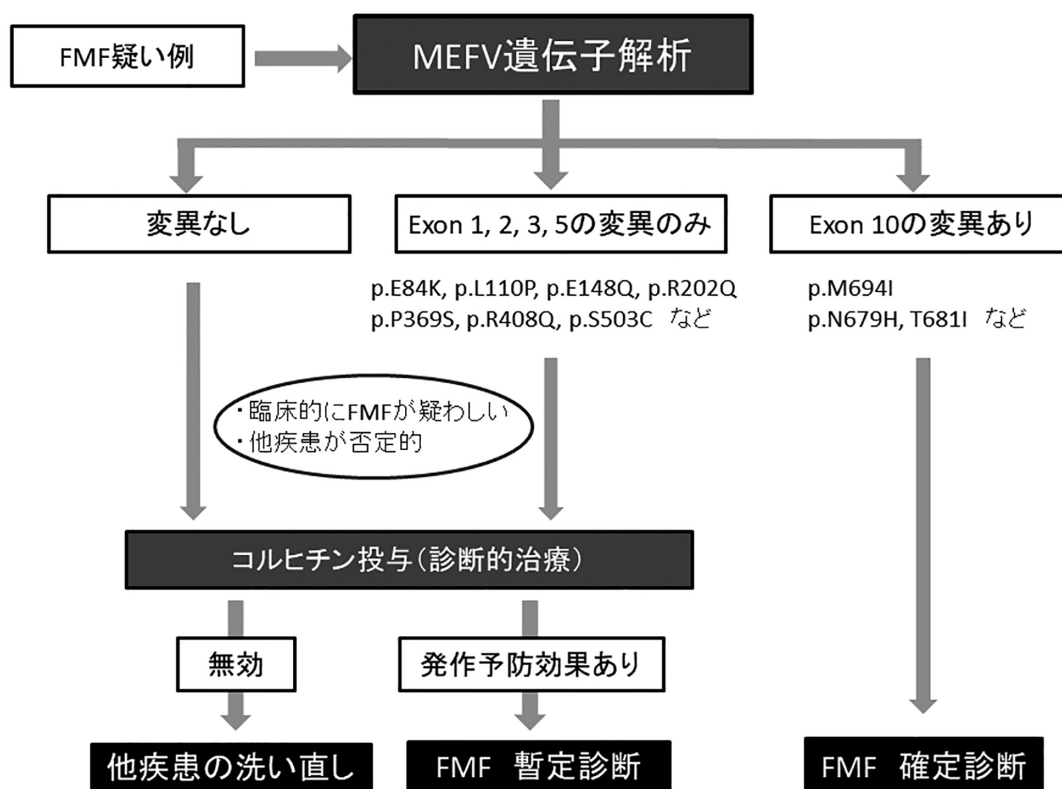 FMF疑い例
MEFV遺伝子解析
変異なし
Exon 1, 2, 3, 5の変異のみ
Exon 10の変異あり
p.E84K, p.L110P, p.E148Q, p.R202Q
p.P369S, p.R408Q, p.S503C など
p.M694I
p.N679H, T681I など
・臨床的にFMFが疑わしい
・他疾患が否定的
コルヒチン投与（診断的治療）
無効
発作予防効果あり
他疾患の洗い直し
FMF 暫定診断
FMF 確定診断